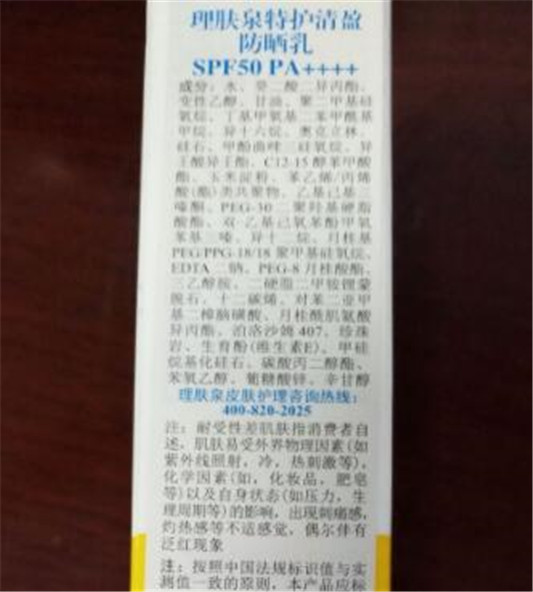 理肤泉特护清盈
防晒乳
SPF50 PA++++
成分：水、癸二酸二异丙酯、
变性乙醇、甘油、聚二甲基硅
氧烷、丁基甲氧基二苯甲酰基
甲烷、异十六烷、奥克立林、
硅石、甲酚曲唑三硅氧烷、异
壬酸异壬酯、C12-15醇苯甲酸
酯、玉米淀粉、苯乙烯/丙烯
酸(酯)类共聚物、乙基己基三
嗪酮、PEG-30二聚羟基硬脂
酸酯、双-乙基己氧苯酚甲氧
苯基三嗪、异十二烷、月桂基
PEG/PPG-18/18聚甲基硅氧烷、
EDTA二钠、PEG-8月桂酸酯、
三乙醇胺、二硬脂二甲铵锂蒙
脱石、十二碳烯、对苯二亚甲
基二樟脑磺酸、月桂酰肌氨酸
异丙酯、泊洛沙姆407、珍珠
岩、生育酚(维生素E)、甲硅
烷基化硅石、碳酸丙二醇酯、
苯氧乙醇、葡糖酸锌、辛甘醇
理肤泉皮肤护理咨询热线：
400-820-2025
注：耐受性差肌肤指消费者自
述，肌肤易受外界物理因素(如
紫外线照射，冷，热刺激等)，
化学因素(如，化妆品，肥皂
等)以及自身状态(如压力，生
理周期等)的影响，出现刺痛感，
灼热感等不适感觉，偶尔伴有
泛红现象
注：按照中国法规标识值与实
测值一致的原则，本产品应标